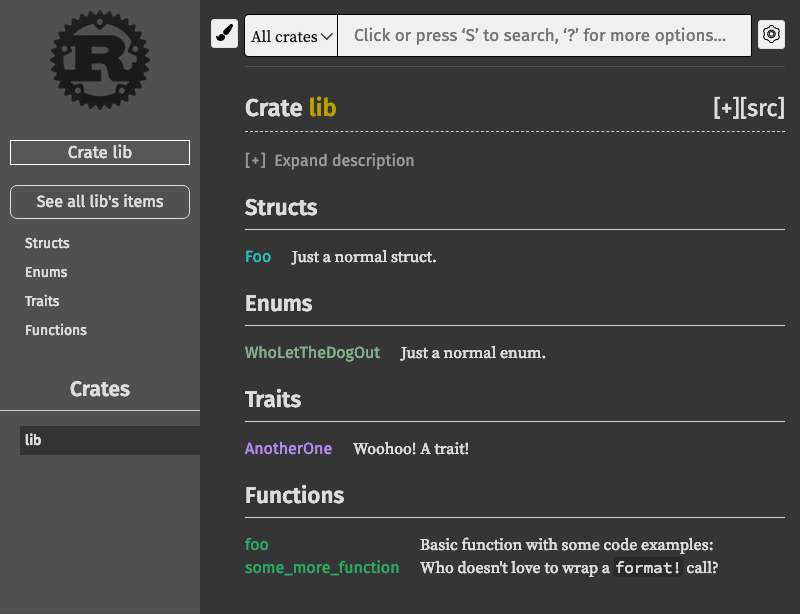 R
Crate lib
See all lib's items
Structs
Enums
Traits
Functions
Crates
lib
All crates
Click or press ‘S’ to search, ‘?’ for more options…
Crate lib [+][src]
[+] Expand description
Structs
Foo Just a normal struct.
Enums
WhoLetTheDogOut Just a normal enum.
Traits
AnotherOne Woohoo! A trait!
Functions
foo Basic function with some code examples:
some_more_function Who doesn't love to wrap a format! call?